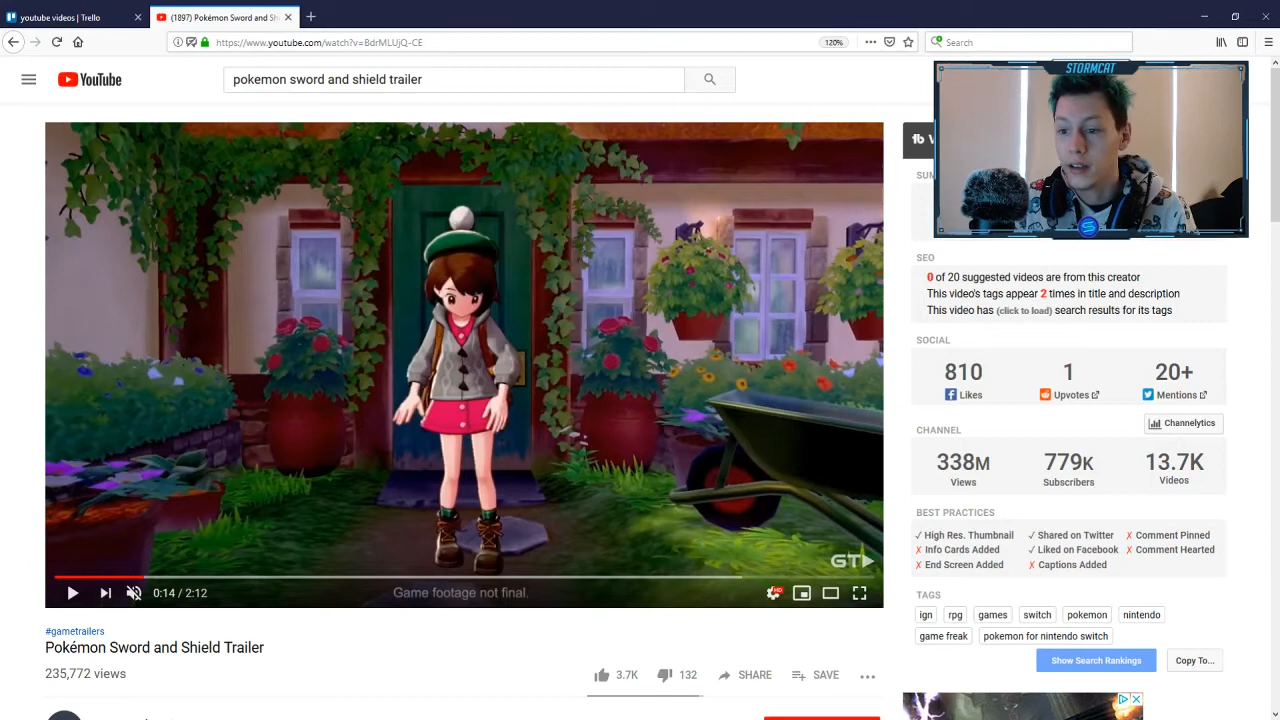 youtube videos | Trello
(1897) Pokémon Sword and Sh
https://www.youtube.com/watch?v=BdrMLUjQ-CE
120%
Search
YouTube
pokemon sword and shield trailer
STORMCAT
SEO
0 of 20 suggested videos are from this creator
This video's tags appear 2 times in title and description
This video has (click to load) search results for its tags
SOCIAL
810
1
20+
Likes
Upvotes
Mentions
CHANNEL
Channelytics
338M
779K
13.7K
Views
Subscribers
Videos
BEST PRACTICES
✓ High Res. Thumbnail
✓ Shared on Twitter
✗ Comment Pinned
✗ Info Cards Added
✓ Liked on Facebook
✗ Comment Hearted
✗ End Screen Added
✗ Captions Added
TAGS
ign
rpg
games
switch
pokemon
nintendo
game freak
pokemon for nintendo switch
Show Search Rankings
Copy To...
GT
0:14 / 2:12
Game footage not final.
HD
#gametrailers
Pokémon Sword and Shield Trailer
235,772 views
3.7K
132
SHARE
SAVE